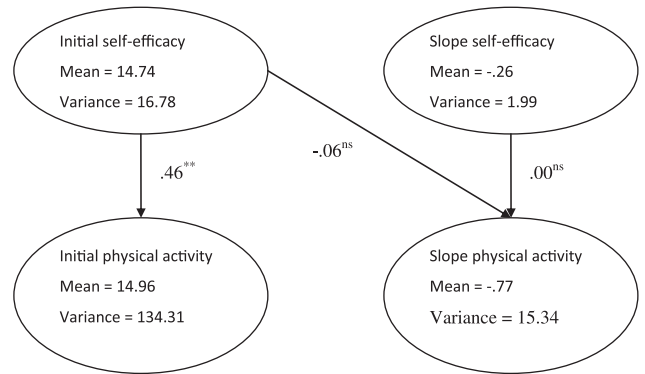 Initial self-efficacy
Mean = 14.74
Variance = 16.78
Slope self-efficacy
Mean = -.26
Variance = 1.99
.46**
-.06ns
.00ns
Initial physical activity
Mean = 14.96
Variance = 134.31
Slope physical activity
Mean = -.77
Variance = 15.34